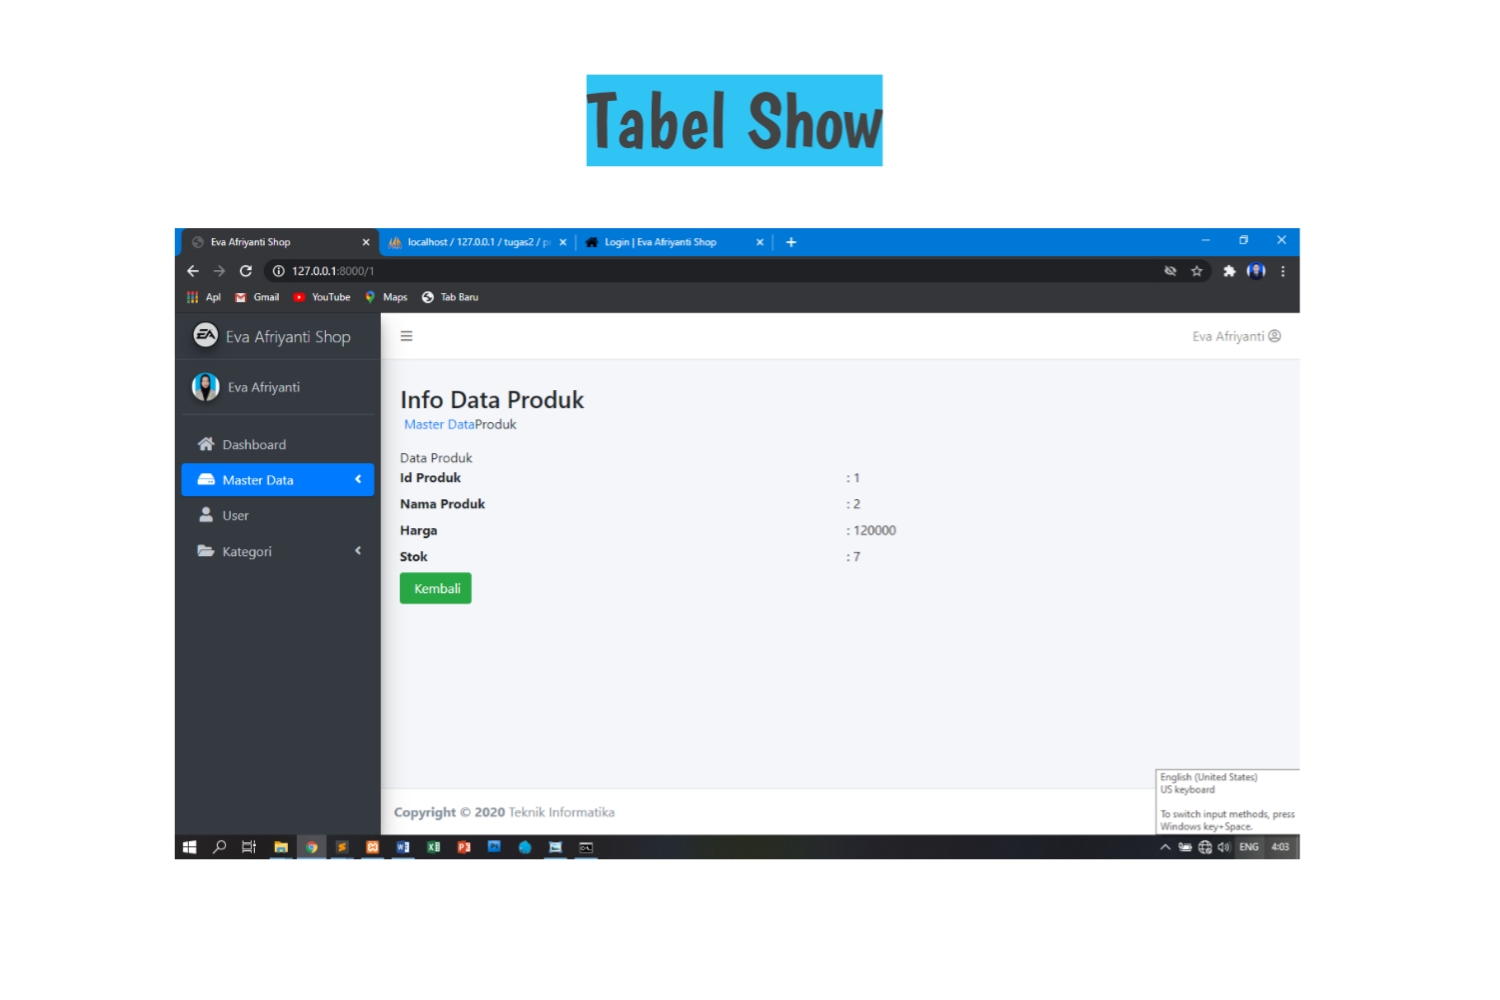 Tabel Show
Eva Afriyanti Shop
localhost / 127.0.0.1 / tugas2 / p
Login | Eva Afriyanti Shop
127.0.0.1:8000/1
Apl Gmail YouTube Maps Tab Baru
EA Eva Afriyanti Shop
Eva Afriyanti
Eva Afriyanti
Dashboard
Master Data
User
Kategori
Info Data Produk
Master DataProduk
Data Produk
Id Produk : 1
Nama Produk : 2
Harga : 120000
Stok : 7
Kembali
English (United States)
US keyboard
To switch input methods, press
Windows key+Space.
Copyright © 2020 Teknik Informatika
ENG 4:03